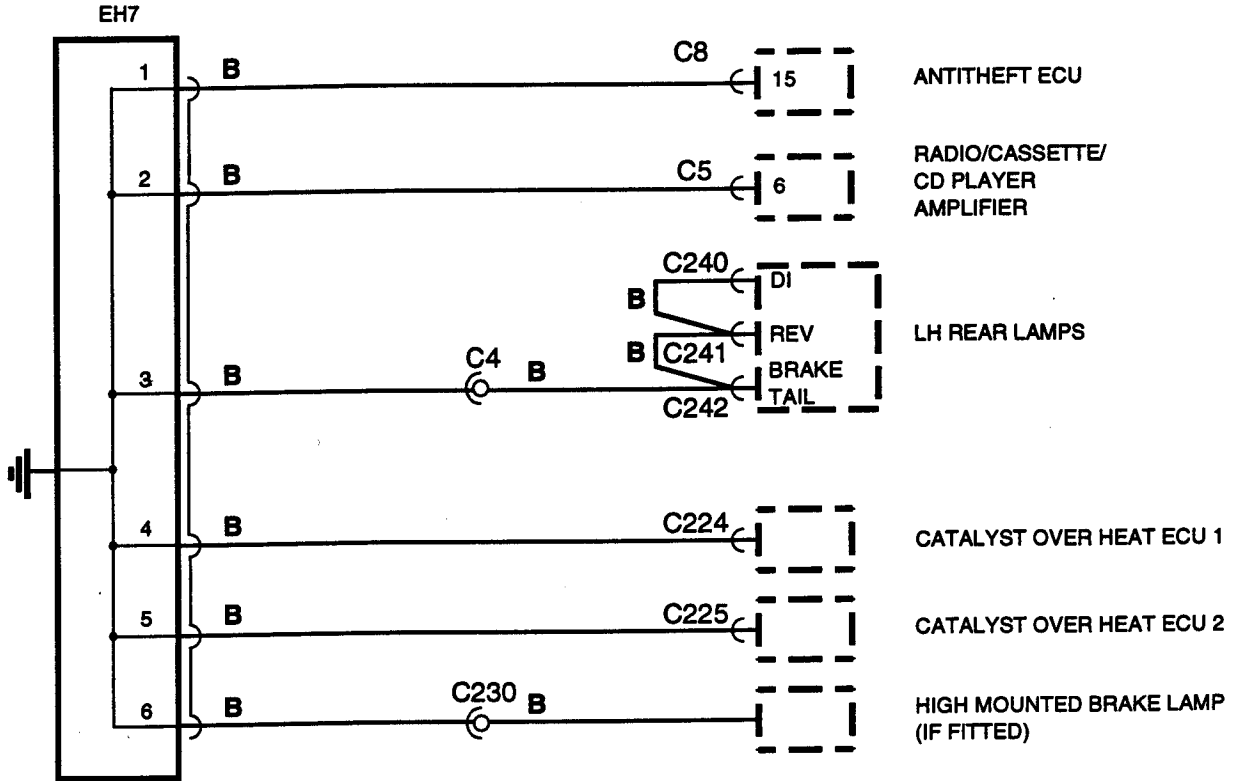 EH7
1
B
C8
15
ANTITHEFT ECU
2
B
C5
6
RADIO/CASSETTE/
CD PLAYER
AMPLIFIER
C240
DI
B
REV
LH REAR LAMPS
B
C241
3
B
C4
B
BRAKE
TAIL
C242
4
B
C224
CATALYST OVER HEAT ECU 1
5
B
C225
CATALYST OVER HEAT ECU 2
6
B
C230
B
HIGH MOUNTED BRAKE LAMP
(IF FITTED)